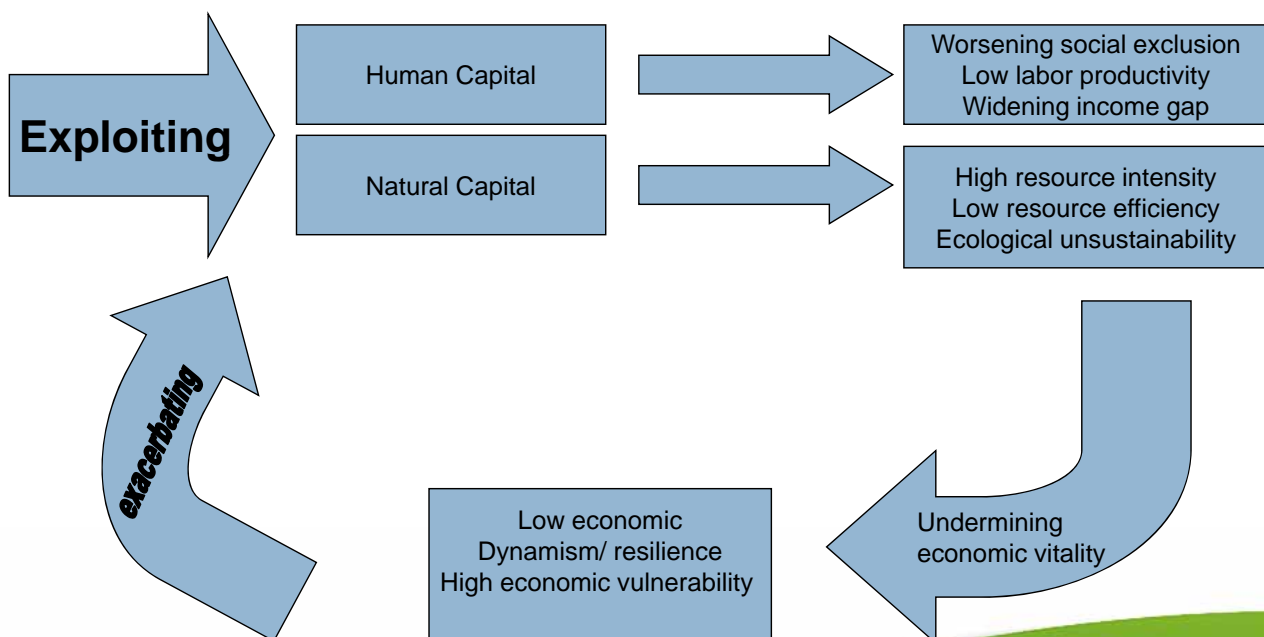 Exploiting
Human Capital
Natural Capital
Worsening social exclusion
Low labor productivity
Widening income gap
High resource intensity
Low resource efficiency
Ecological unsustainability
Undermining
economic vitality
Low economic
Dynamism/ resilience
High economic vulnerability
exacerbating